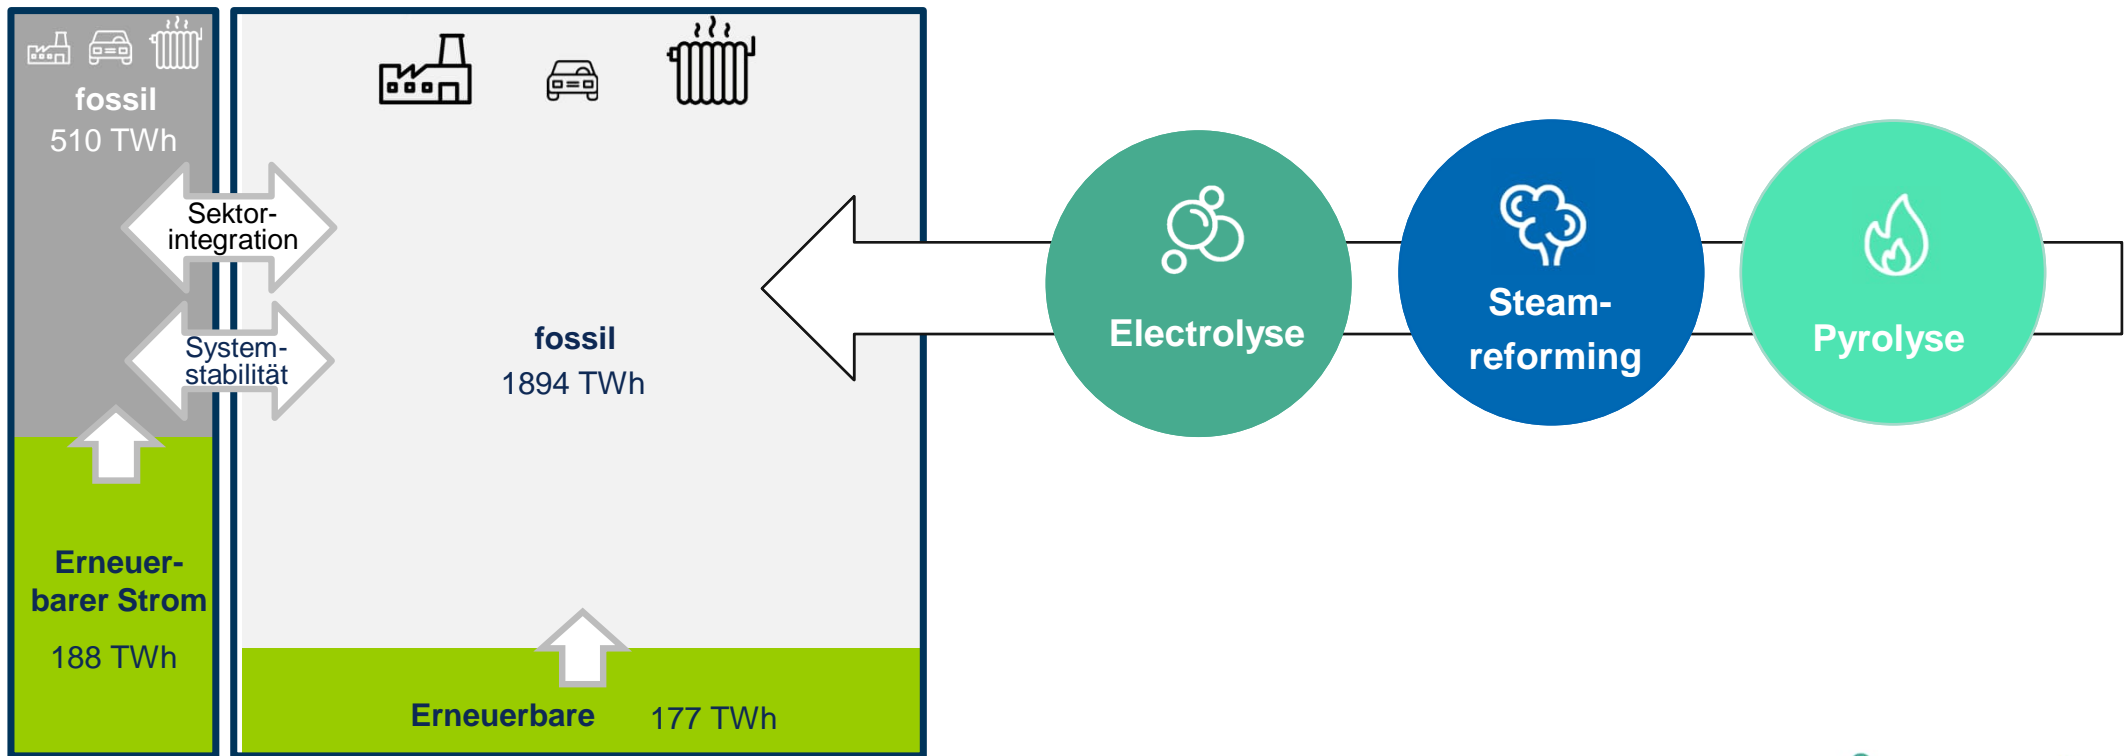 fossil
510 TWh
Sektor-
integration
System-
stabilität
Erneuer-
barer Strom
188 TWh
fossil
1894 TWh
Erneuerbare 177 TWh
Electrolyse
Steam-
reforming
Pyrolyse